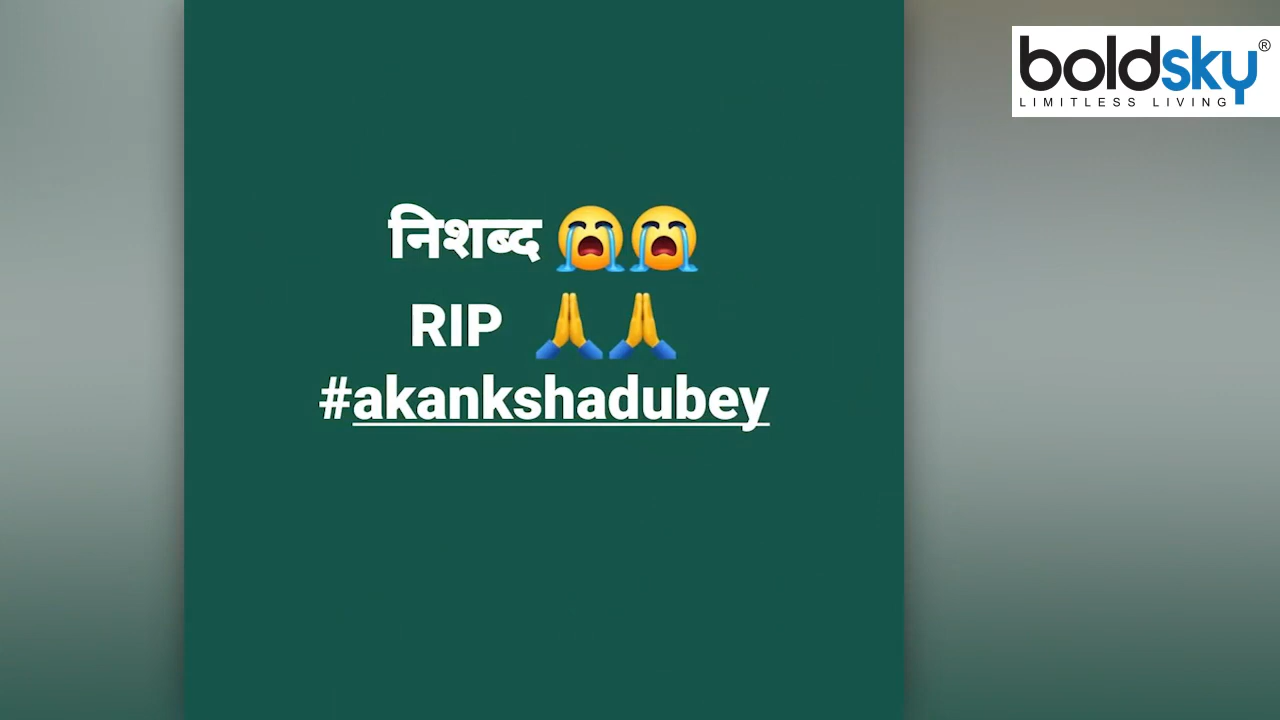 boldsky®
LIMITLESS LIVING
निशब्द 😭😭
RIP 🙏🙏
#akankshadubey